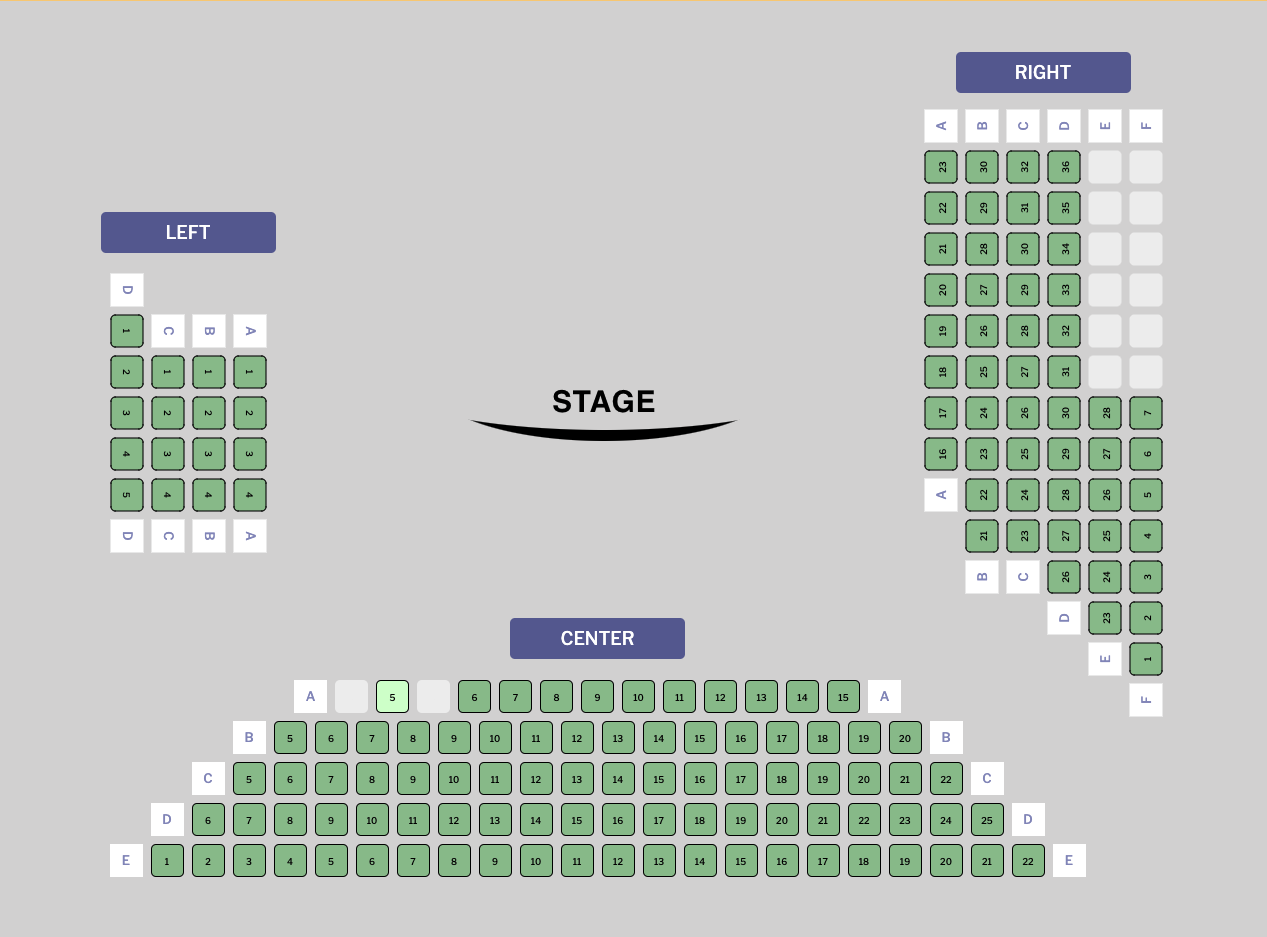 RIGHT
A B C D E F
23 30 32 36
22 29 31 35
LEFT
21 28 30 34
D
20 27 29 33
1 C B A
19 26 28 32
2 1 1 1
18 25 27 31
STAGE
3 2 2 2
17 24 26 30 28 7
4 3 3 3
16 23 25 29 27 6
5 4 4 4
A 22 24 28 26 5
D C B A
21 23 27 25 4
B C 26 24 3
D 23 2
CENTER
E 1
A 5 6 7 8 9 10 11 12 13 14 15 A
F
B 5 6 7 8 9 10 11 12 13 14 15 16 17 18 19 20 B
C 5 6 7 8 9 10 11 12 13 14 15 16 17 18 19 20 21 22 C
D 6 7 8 9 10 11 12 13 14 15 16 17 18 19 20 21 22 23 24 25 D
E 1 2 3 4 5 6 7 8 9 10 11 12 13 14 15 16 17 18 19 20 21 22 E